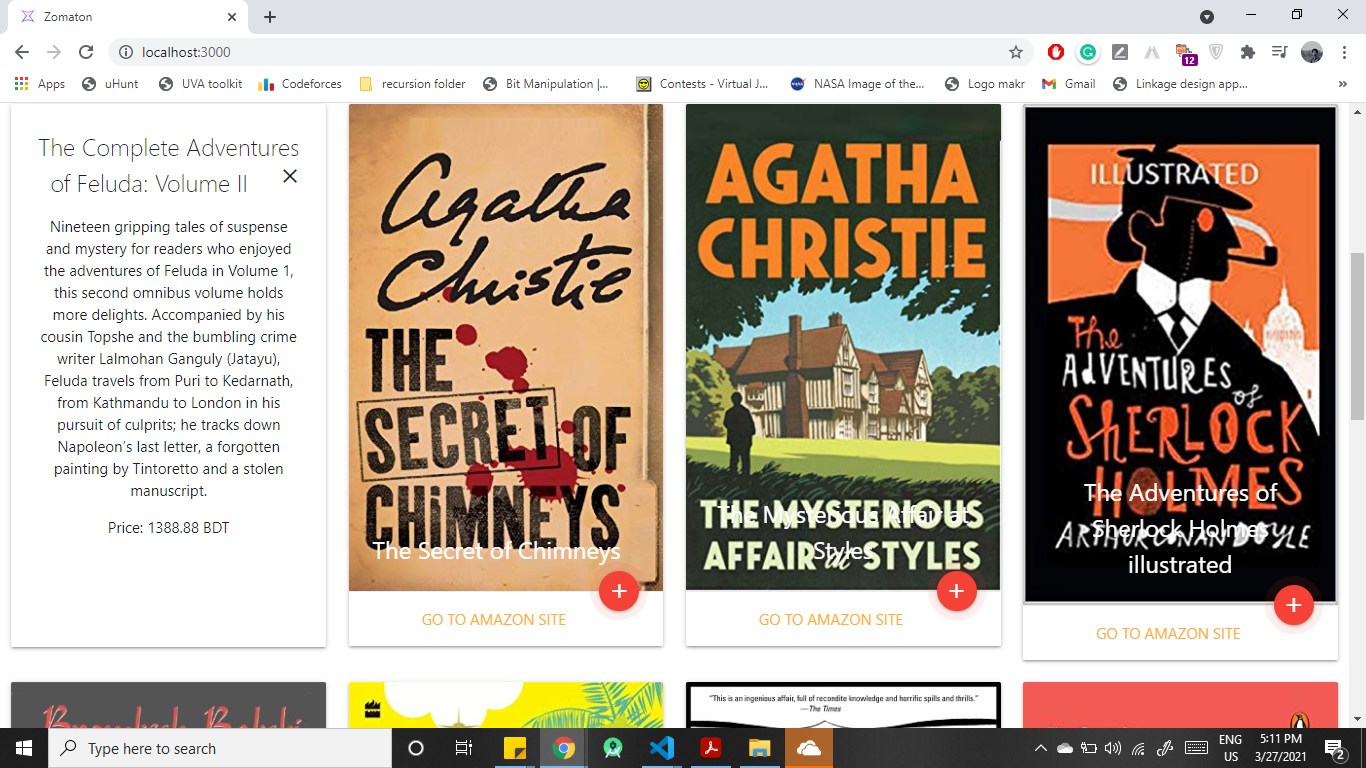 Zomaton
localhost:3000
12
Apps
uHunt
UVA toolkit
Codeforces
recursion folder
Bit Manipulation |...
Contests - Virtual J...
NASA Image of the...
Logo makr
Gmail
Linkage design app...
»
The Complete Adventures
of Feluda: Volume II
Nineteen gripping tales of suspense
and mystery for readers who enjoyed
the adventures of Feluda in Volume 1,
this second omnibus volume holds
more delights. Accompanied by his
cousin Topshe and the bumbling crime
writer Lalmohan Ganguly (Jatayu),
Feluda travels from Puri to Kedarnath,
from Kathmandu to London in his
pursuit of culprits; he tracks down
Napoleon’s last letter, a forgotten
painting by Tintoretto and a stolen
manuscript.
Price: 1388.88 BDT
Agatha
Christie
THE
SECRET OF
CHiMNEYS
The Secret of Chimneys
GO TO AMAZON SITE
AGATHA
CHRISTIE
THE MYSTERIOUS
AFFAIR at STYLES
The Mysterious Affair at
Styles
GO TO AMAZON SITE
ILLUSTRATED
The
ADVENTURES of
SHERLOCK
HOLMES
ARTHUR CONAN DOYLE
The Adventures of
Sherlock Holmes
illustrated
GO TO AMAZON SITE
Byomkesh Bakshi
“This is an ingenious affair, full of recondite knowledge and horrific spills and thrills.”
—The Times
Type here to search
ENG
US
5:11 PM
3/27/2021
2